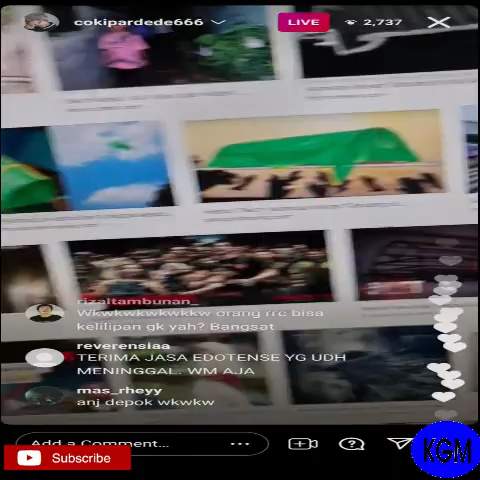 cokipardede666
LIVE
2,737
rizaltambunan_
Wkwkwkwkwkkw orang rrc bisa
kelilipan gk yah? Bangsat
reverensiaa
TERIMA JASA EDOTENSE YG UDH
MENINGGAL. WM AJA
mas_rheyy
anj depok wkwkw
Add a Comment...
Subscribe
KGM